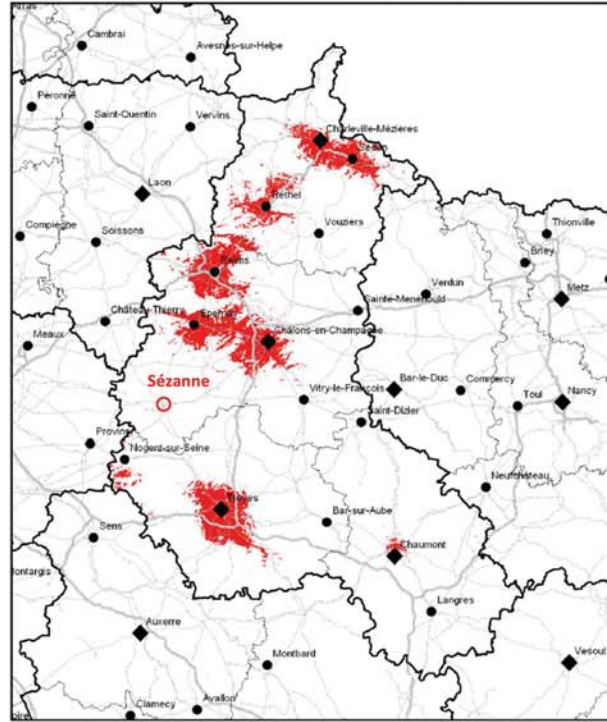 Cambrai
Avesnes-sur-Helpe
Péronne
Saint-Quentin
Vervins
Charleville-Mézières
Sedan
Laon
Rethel
Vouziers
Compiègne
Soissons
Thionville
Briey
Reims
Metz
Verdun
Sainte-Menehould
Château-Thierry
Epernay
Châlons-en-Champagne
Meaux
Sézanne
Vitry-le-François
Bar-le-Duc
Commercy
Toul
Nancy
Saint-Dizier
Provins
Nogent-sur-Seine
Neufchâteau
Troyes
Bar-sur-Aube
Sens
Chaumont
Montargis
Langres
Auxerre
Montbard
Vesoul
Avallon
Clamecy